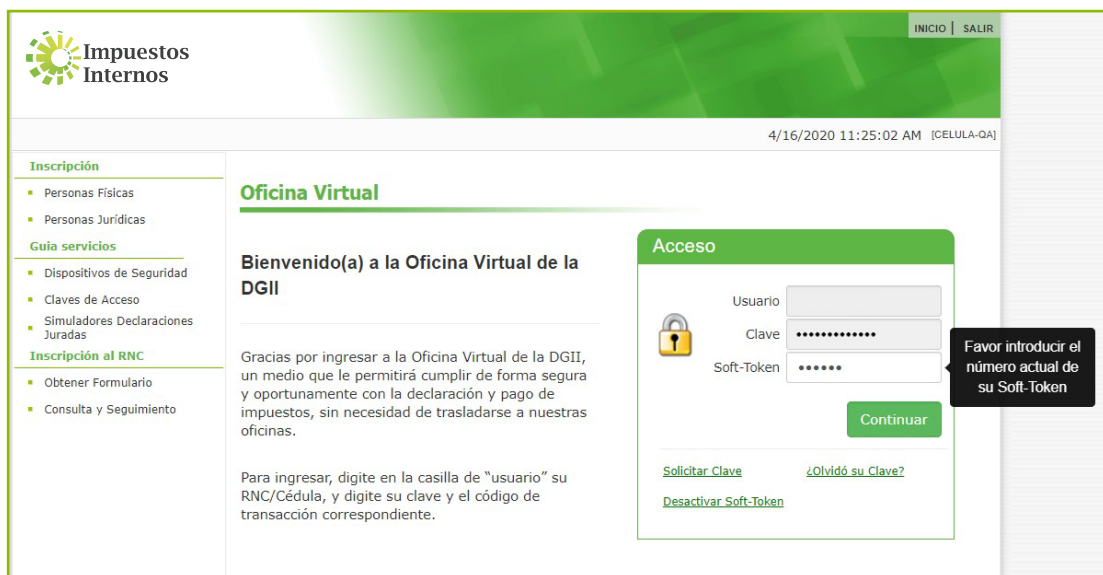 Impuestos
Internos
INICIO | SALIR
4/16/2020 11:25:02 AM [CELULA-QA]
Inscripción
Personas Físicas
Personas Jurídicas
Guia servicios
Dispositivos de Seguridad
Claves de Acceso
Simuladores Declaraciones
Juradas
Inscripción al RNC
Obtener Formulario
Consulta y Seguimiento
Oficina Virtual
Bienvenido(a) a la Oficina Virtual de la
DGII
Gracias por ingresar a la Oficina Virtual de la DGII,
un medio que le permitirá cumplir de forma segura
y oportunamente con la declaración y pago de
impuestos, sin necesidad de trasladarse a nuestras
oficinas.
Para ingresar, digite en la casilla de “usuario” su
RNC/Cédula, y digite su clave y el código de
transacción correspondiente.
Acceso
Usuario
Clave •••••••••••••
Soft-Token ••••••
Favor introducir el
número actual de
su Soft-Token
Continuar
Solicitar Clave ¿Olvidó su Clave?
Desactivar Soft-Token